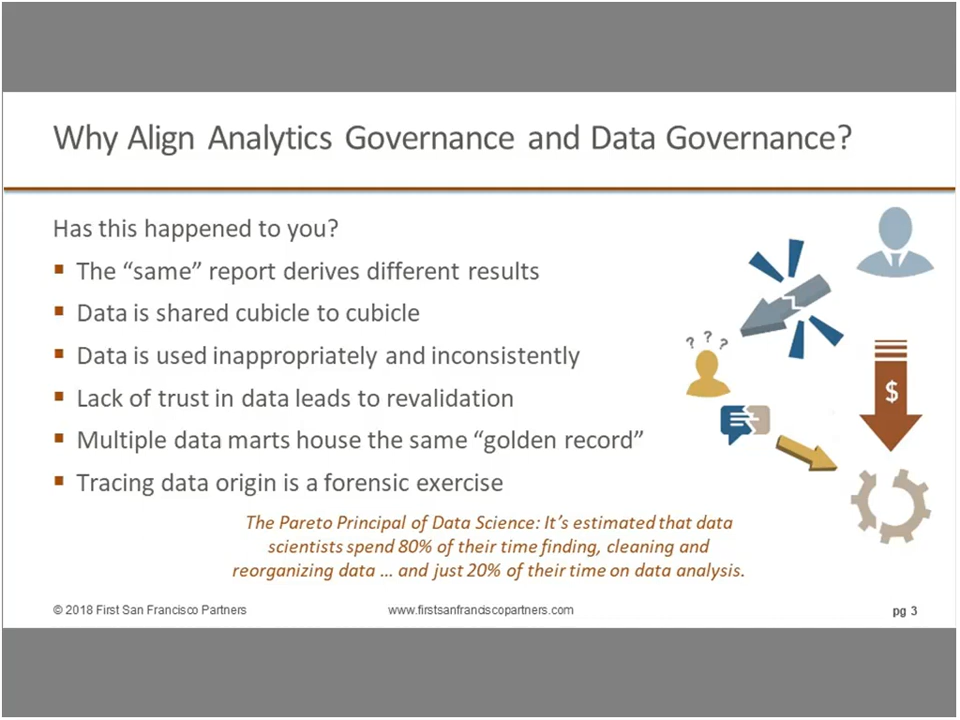 Why Align Analytics Governance and Data Governance?
Has this happened to you?
The “same” report derives different results
Data is shared cubicle to cubicle
Data is used inappropriately and inconsistently
Lack of trust in data leads to revalidation
Multiple data marts house the same “golden record”
Tracing data origin is a forensic exercise
? ? ?
$
The Pareto Principal of Data Science: It’s estimated that data
scientists spend 80% of their time finding, cleaning and
reorganizing data ... and just 20% of their time on data analysis.
© 2018 First San Francisco Partners
www.firstsanfranciscopartners.com
pg 3